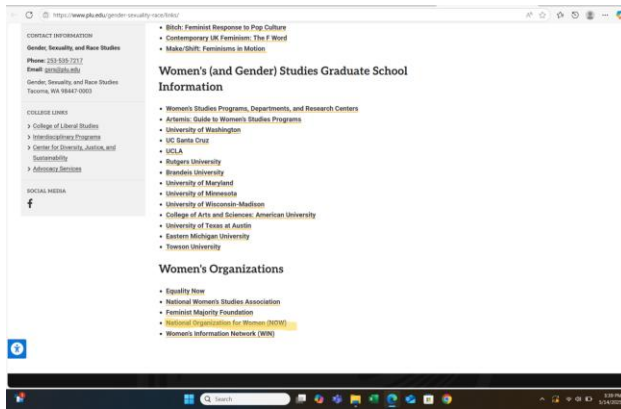 https://www.plu.edu/gender-sexuality-race/links/
CONTACT INFORMATION
Gender, Sexuality, and Race Studies
Phone: 253-535-7217
Email: gsrs@plu.edu
Gender, Sexuality, and Race Studies
Tacoma, WA 98447-0003
COLLEGE LINKS
College of Liberal Studies
Interdisciplinary Programs
Center for Diversity, Justice, and
Sustainability
Advocacy Services
SOCIAL MEDIA
Bitch: Feminist Response to Pop Culture
Contemporary UK Feminism: The F Word
Make/Shift: Feminisms in Motion
Women's (and Gender) Studies Graduate School
Information
Women's Studies Programs, Departments, and Research Centers
Artemis: Guide to Women's Studies Programs
University of Washington
UC Santa Cruz
UCLA
Rutgers University
Brandeis University
University of Maryland
University of Minnesota
University of Wisconsin-Madison
College of Arts and Sciences: American University
University of Texas at Austin
Eastern Michigan University
Towson University
Women's Organizations
Equality Now
National Women's Studies Association
Feminist Majority Foundation
National Organization for Women (NOW)
Women's Information Network (WIN)
Search